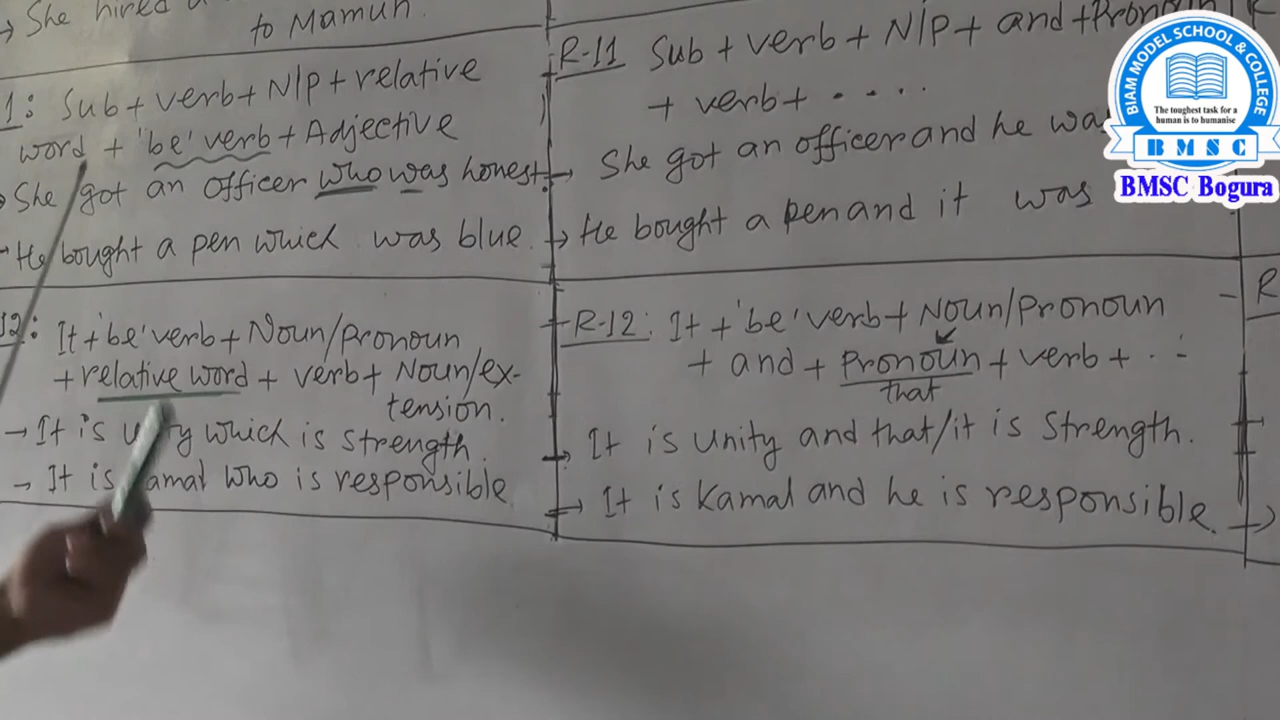 → She hired
to Mamun.
1: Sub + verb + N/P + relative
word + 'be' verb + Adjective
She got an officer who was honest.
He bought a pen which was blue.
12: It + 'be' verb + Noun/Pronoun
+ relative word + verb + Noun/ex-
tension.
→ It is unity which is strength.
→ It is Kamal who is responsible
R-11 Sub + verb + N/P + and + Pronoun
+ verb + . . . .
→ She got an officer and he was
→ He bought a pen and it was
R-12: It + 'be' verb + Noun/Pronoun
+ and + Pronoun + verb + . .
that
→ It is unity and that/it is strength.
→ It is Kamal and he is responsible.
R
BIAM MODEL SCHOOL & COLLEGE
The toughest task for a
human is to humanise
BMSC
BMSC Bogura